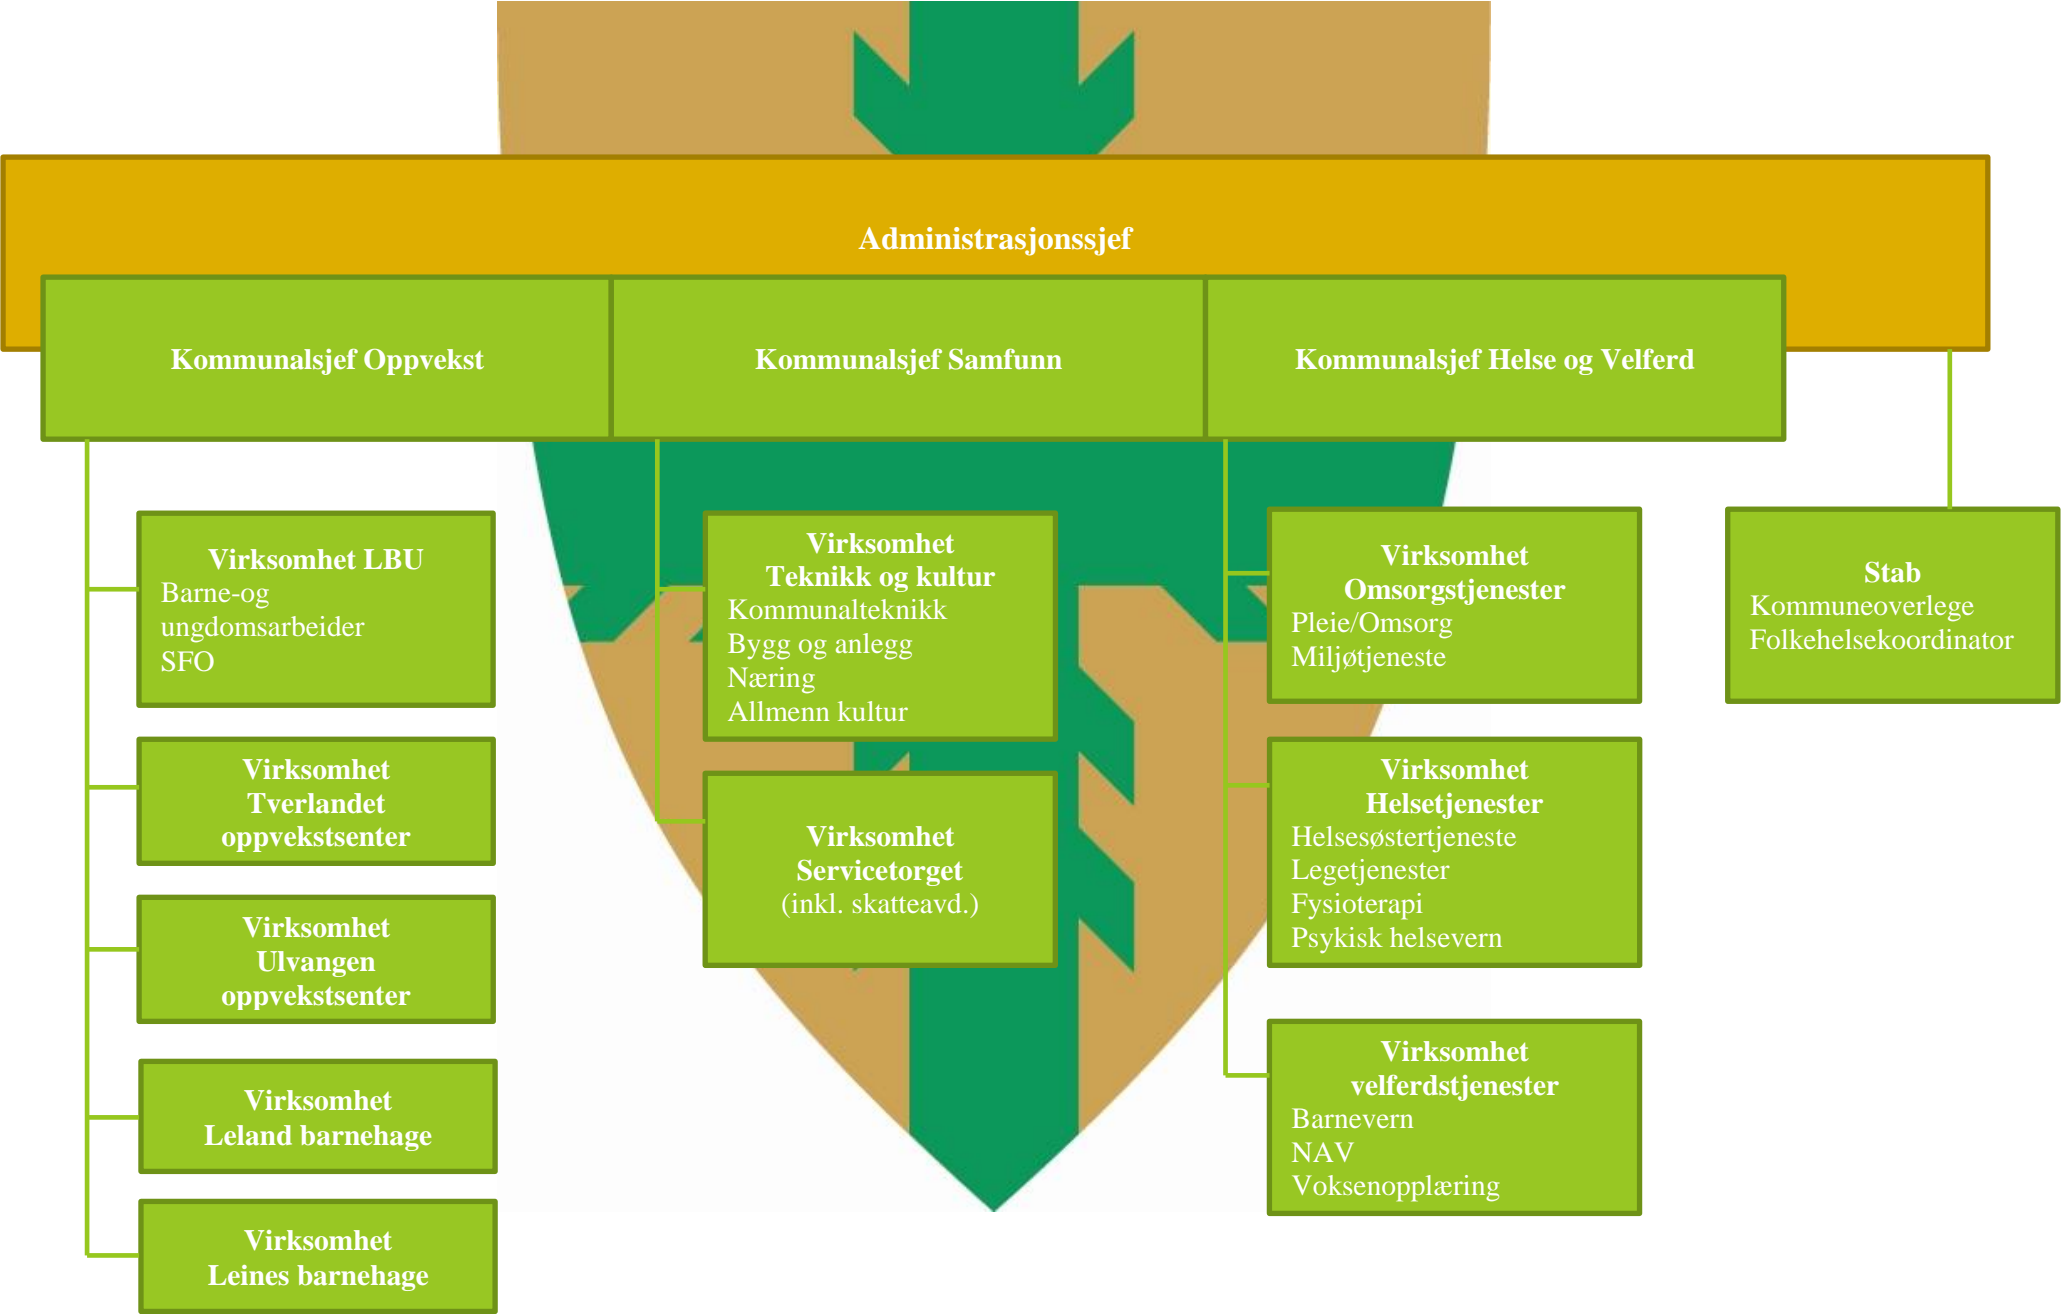 Administrasjonssjef
Kommunalsjef Oppvekst
Kommunalsjef Samfunn
Kommunalsjef Helse og Velferd
Virksomhet LBU
Barne-og
ungdomsarbeider
SFO
Virksomhet
Tverlandet
oppvekstsenter
Virksomhet
Ulvangen
oppvekstsenter
Virksomhet
Leland barnehage
Virksomhet
Leines barnehage
Virksomhet
Teknikk og kultur
Kommunalteknikk
Bygg og anlegg
Næring
Allmenn kultur
Virksomhet
Servicetorget
(inkl. skatteavd.)
Virksomhet
Omsorgstjenester
Pleie/Omsorg
Miljøtjeneste
Virksomhet
Helsetjenester
Helsesøstertjeneste
Legetjenester
Fysioterapi
Psykisk helsevern
Virksomhet
velferdstjenester
Barnevern
NAV
Voksenopplæring
Stab
Kommuneoverlege
Folkehelsekoordinator